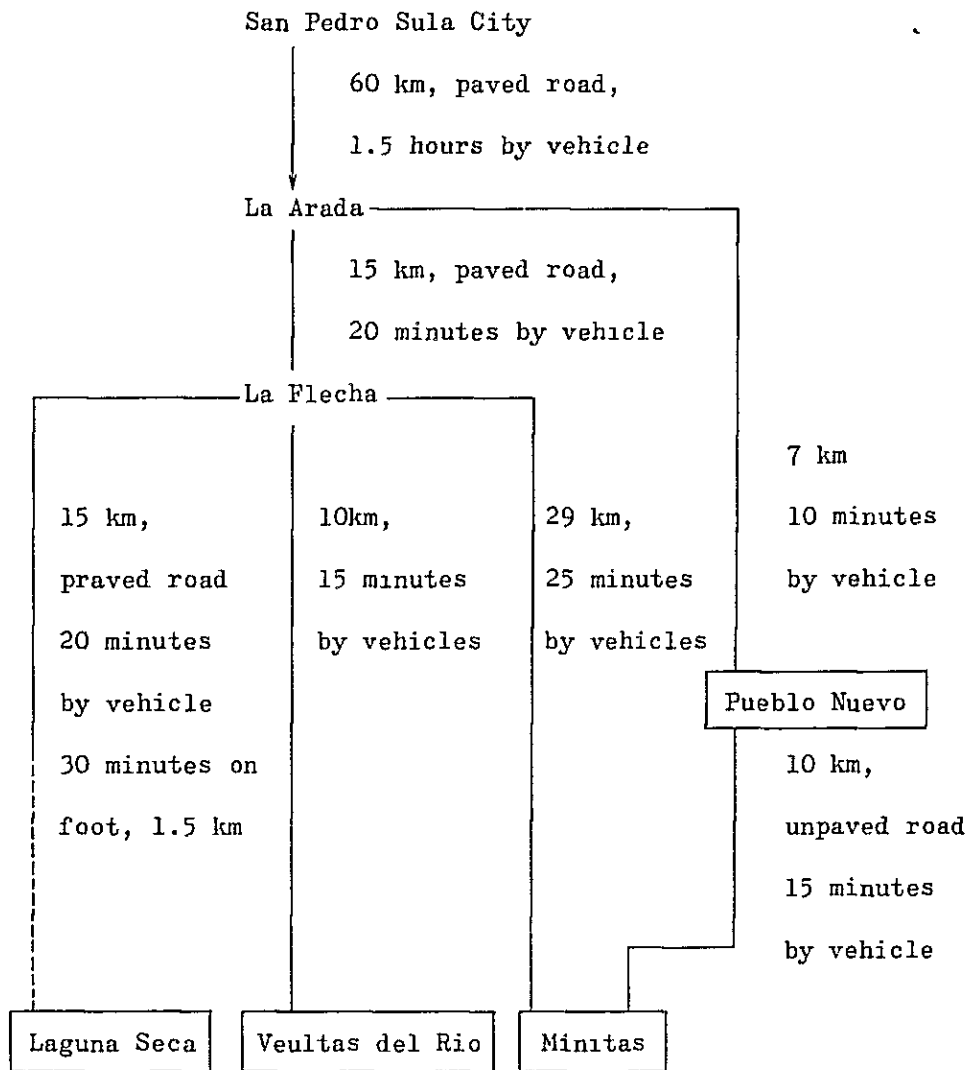 San Pedro Sula City
60 km, paved road,
1.5 hours by vehicle
La Arada
15 km, paved road,
20 minutes by vehicle
La Flecha
15 km,
praved road
20 minutes
by vehicle
30 minutes on
foot, 1.5 km
10km,
15 minutes
by vehicles
29 km,
25 minutes
by vehicles
7 km
10 minutes
by vehicle
Pueblo Nuevo
10 km,
unpaved road
15 minutes
by vehicle
Laguna Seca
Veultas del Rio
Minitas